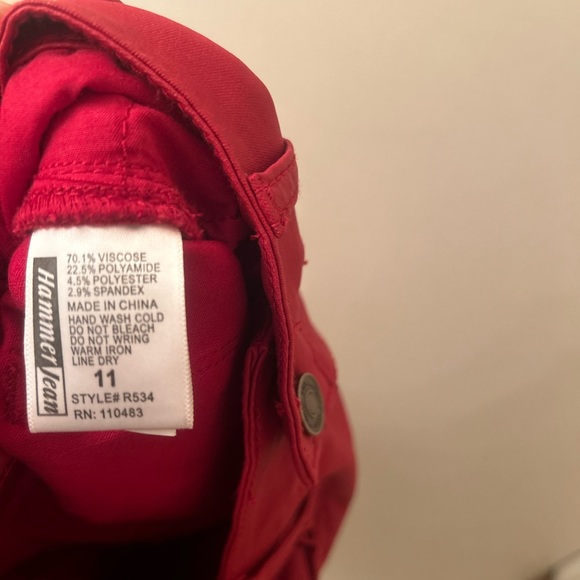 Hammer Jean
70.1% VISCOSE
22.5% POLYAMIDE
4.5% POLYESTER
2.9% SPANDEX
MADE IN CHINA
HAND WASH COLD
DO NOT BLEACH
DO NOT WRING
WARM IRON
LINE DRY
11
STYLE# R534
RN: 110483